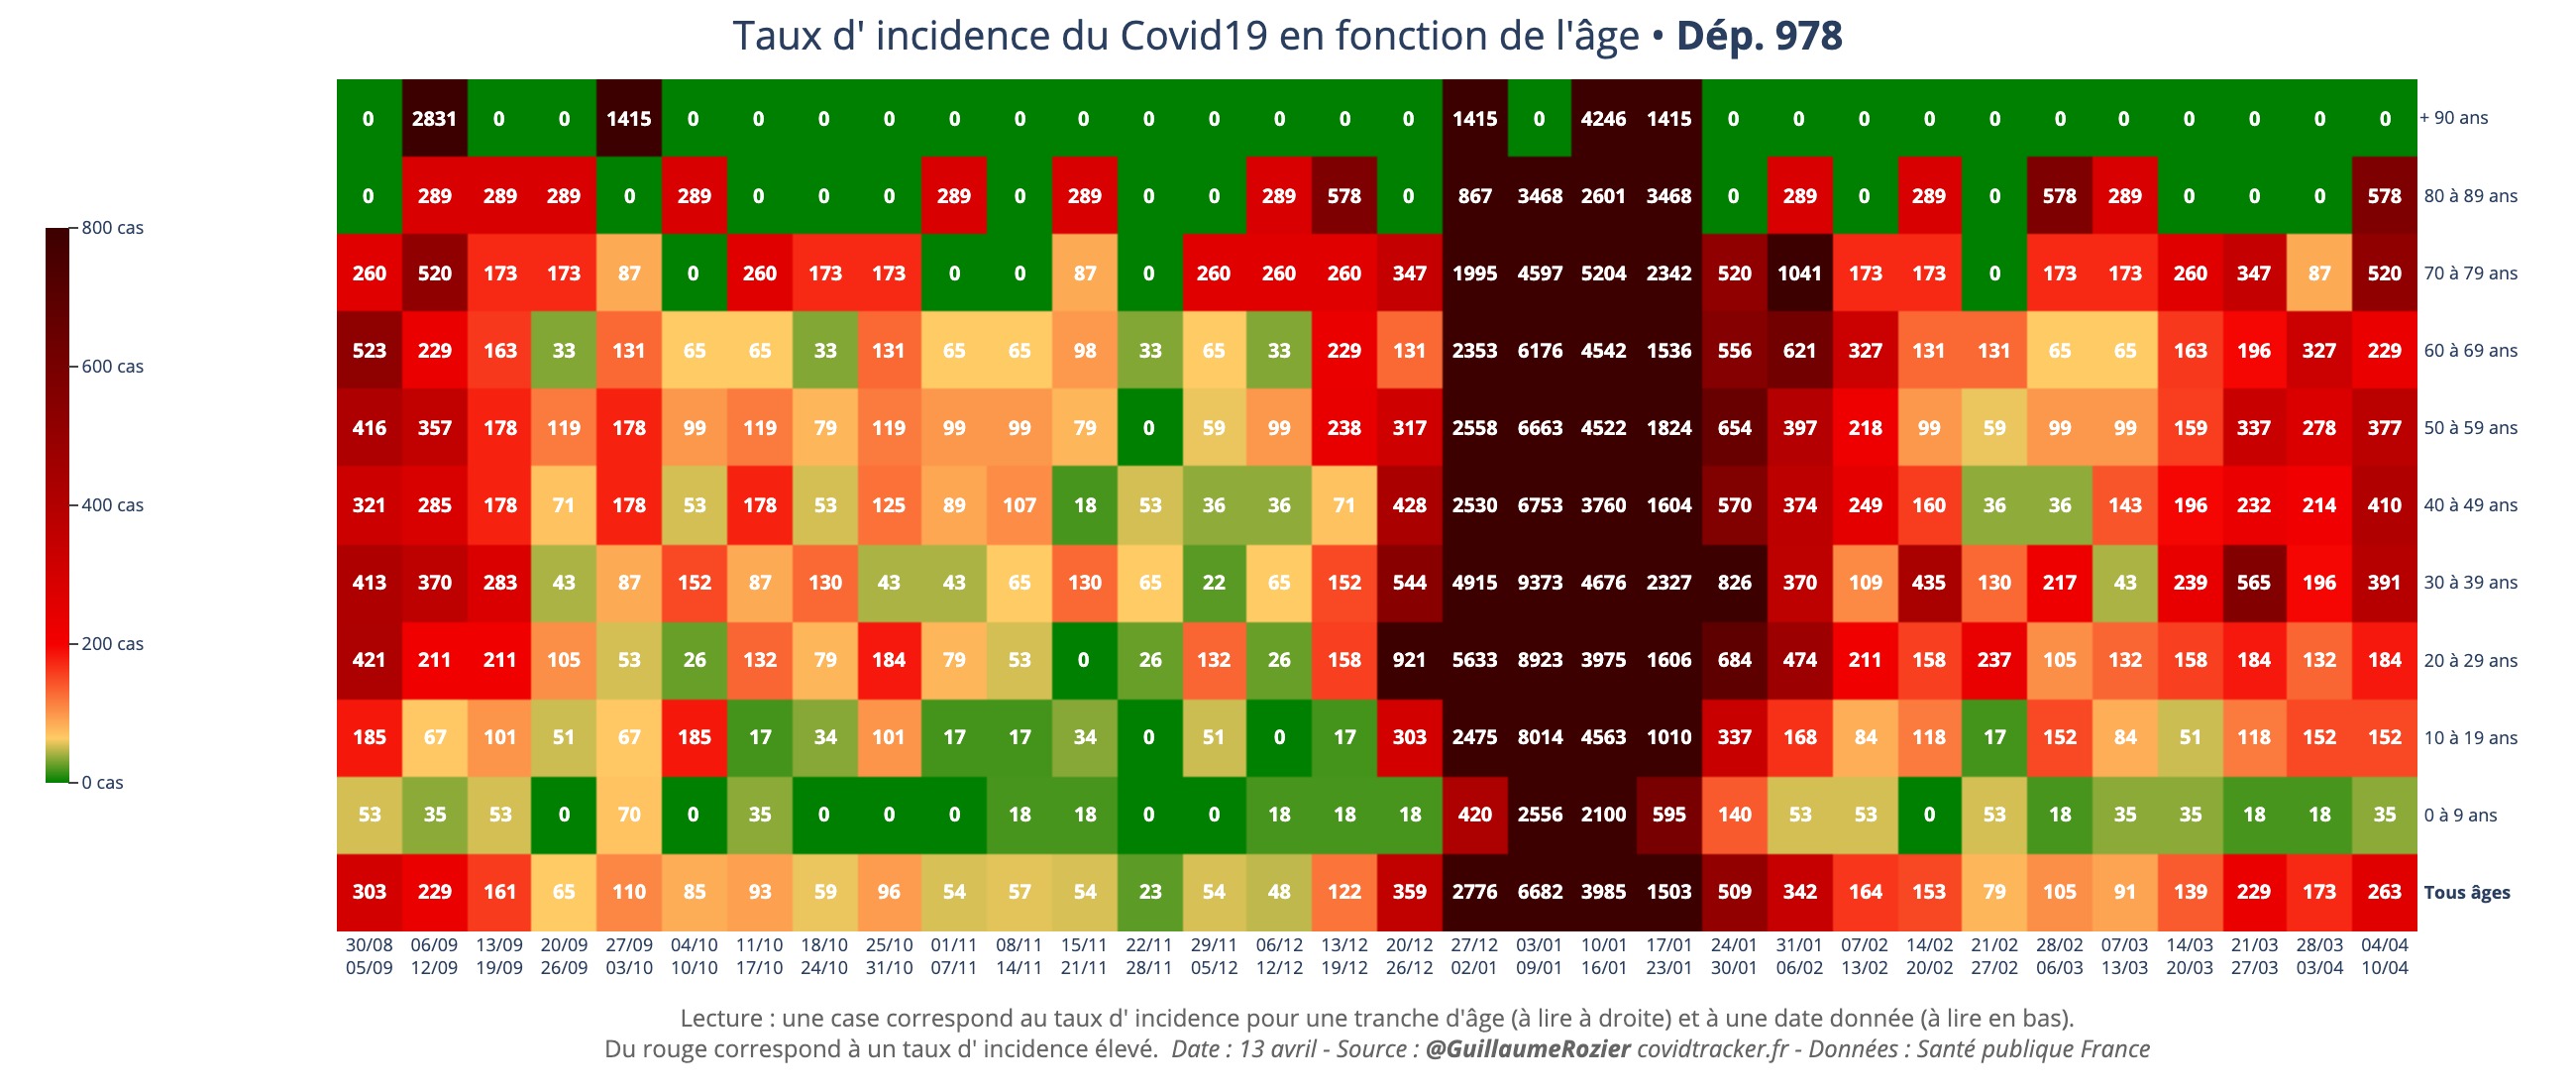 Taux d' incidence du Covid19 en fonction de l'âge • Dép. 978
0 2831 0 0 1415 0 0 0 0 0 0 0 0 0 0 0 0 1415 0 4246 1415 0 0 0 0 0 0 0 0 0 0 0 + 90 ans
0 289 289 289 0 289 0 0 0 289 0 289 0 0 289 578 0 867 3468 2601 3468 0 289 0 289 0 578 289 0 0 0 578 80 à 89 ans
800 cas
260 520 173 173 87 0 260 173 173 0 0 87 0 260 260 260 347 1995 4597 5204 2342 520 1041 173 173 0 173 173 260 347 87 520 70 à 79 ans
523 229 163 33 131 65 65 33 131 65 65 98 33 65 33 229 131 2353 6176 4542 1536 556 621 327 131 131 65 65 163 196 327 229 60 à 69 ans
600 cas
416 357 178 119 178 99 119 79 119 99 99 79 0 59 99 238 317 2558 6663 4522 1824 654 397 218 99 59 99 99 159 337 278 377 50 à 59 ans
400 cas
321 285 178 71 178 53 178 53 125 89 107 18 53 36 36 71 428 2530 6753 3760 1604 570 374 249 160 36 36 143 196 232 214 410 40 à 49 ans
413 370 283 43 87 152 87 130 43 43 65 130 65 22 65 152 544 4915 9373 4676 2327 826 370 109 435 130 217 43 239 565 196 391 30 à 39 ans
200 cas
421 211 211 105 53 26 132 79 184 79 53 0 26 132 26 158 921 5633 8923 3975 1606 684 474 211 158 237 105 132 158 184 132 184 20 à 29 ans
185 67 101 51 67 185 17 34 101 17 17 34 0 51 0 17 303 2475 8014 4563 1010 337 168 84 118 17 152 84 51 118 152 152 10 à 19 ans
0 cas
53 35 53 0 70 0 35 0 0 0 18 18 0 0 18 18 18 420 2556 2100 595 140 53 53 0 53 18 35 35 18 18 35 0 à 9 ans
303 229 161 65 110 85 93 59 96 54 57 54 23 54 48 122 359 2776 6682 3985 1503 509 342 164 153 79 105 91 139 229 173 263 Tous âges
30/08 06/09 13/09 20/09 27/09 04/10 11/10 18/10 25/10 01/11 08/11 15/11 22/11 29/11 06/12 13/12 20/12 27/12 03/01 10/01 17/01 24/01 31/01 07/02 14/02 21/02 28/02 07/03 14/03 21/03 28/03 04/04
05/09 12/09 19/09 26/09 03/10 10/10 17/10 24/10 31/10 07/11 14/11 21/11 28/11 05/12 12/12 19/12 26/12 02/01 09/01 16/01 23/01 30/01 06/02 13/02 20/02 27/02 06/03 13/03 20/03 27/03 03/04 10/04
Lecture : une case correspond au taux d' incidence pour une tranche d'âge (à lire à droite) et à une date donnée (à lire en bas).
Du rouge correspond à un taux d' incidence élevé. Date : 13 avril - Source : @GuillaumeRozier covidtracker.fr - Données : Santé publique France